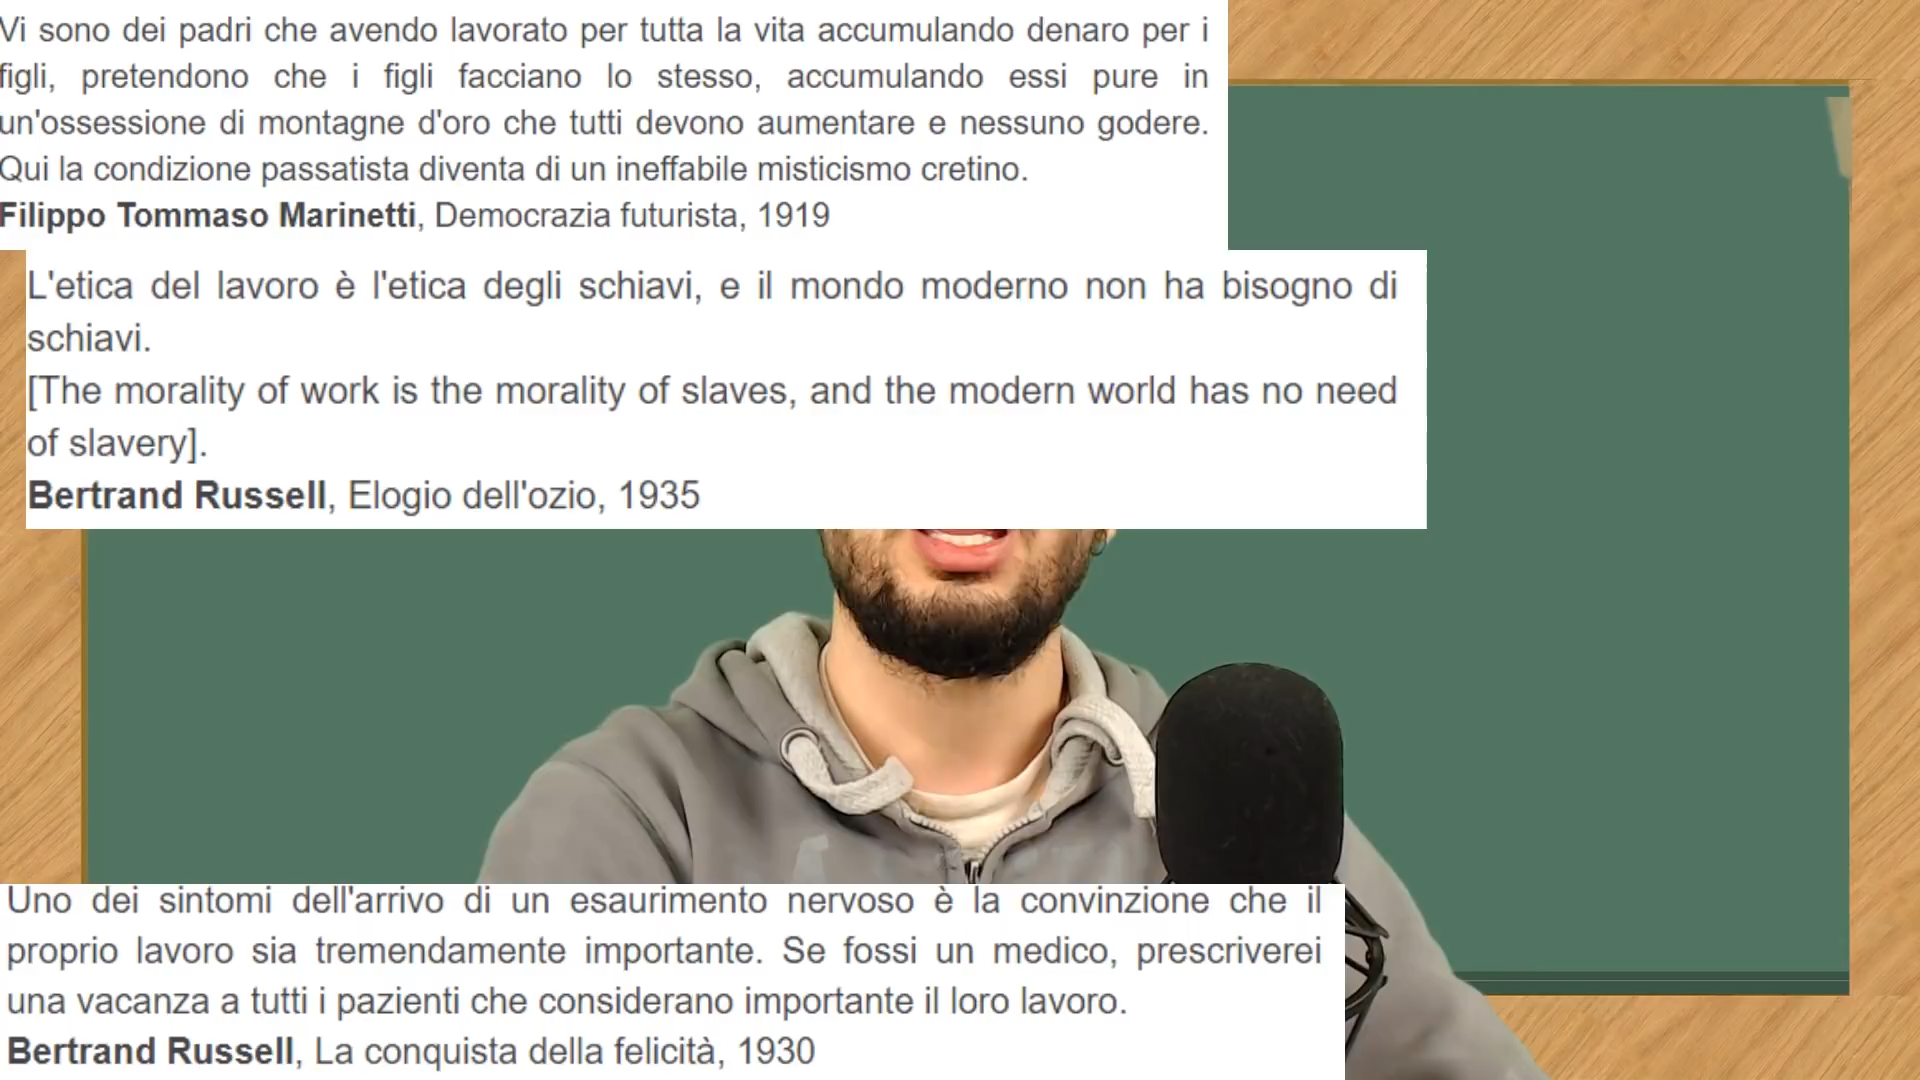 Vi sono dei padri che avendo lavorato per tutta la vita accumulando denaro per i
figli, pretendono che i figli facciano lo stesso, accumulando essi pure in
un'ossessione di montagne d'oro che tutti devono aumentare e nessuno godere.
Qui la condizione passatista diventa di un ineffabile misticismo cretino.
Filippo Tommaso Marinetti, Democrazia futurista, 1919
L'etica del lavoro è l'etica degli schiavi, e il mondo moderno non ha bisogno di
schiavi.
[The morality of work is the morality of slaves, and the modern world has no need
of slavery].
Bertrand Russell, Elogio dell'ozio, 1935
Uno dei sintomi dell'arrivo di un esaurimento nervoso è la convinzione che il
proprio lavoro sia tremendamente importante. Se fossi un medico, prescriverei
una vacanza a tutti i pazienti che considerano importante il loro lavoro.
Bertrand Russell, La conquista della felicità, 1930